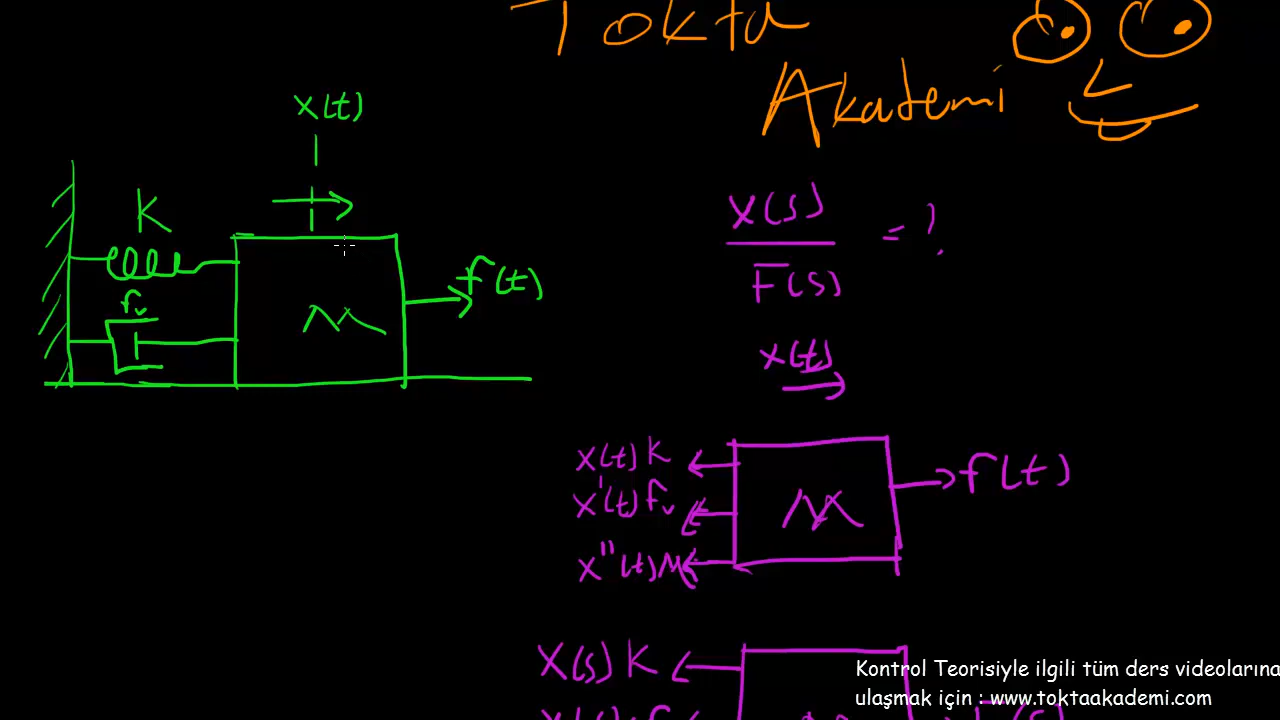 Tokta
Akademi
x(t)
K
fv
M
f(t)
X(s)
F(s)
= ?
x(t)
x(t) K
x'(t) fv
x''(t) M
M
f(t)
X(s) K
Kontrol Teorisiyle ilgili tüm ders videolarına
ulaşmak için : www.toktaakademi.com